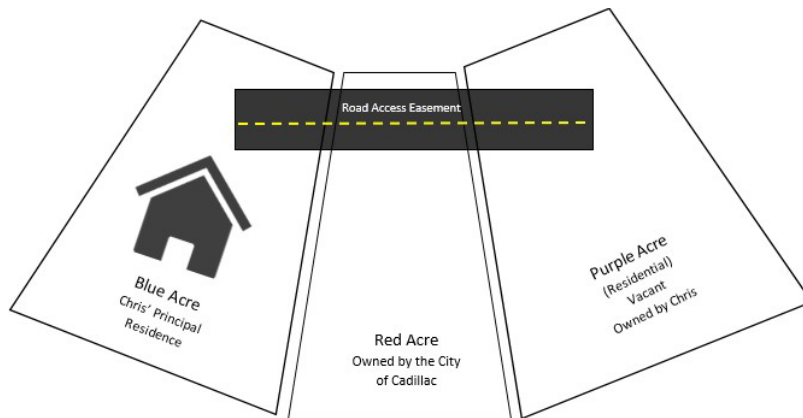 Road Access Easement
Blue Acre
Chris' Principal
Residence
Red Acre
Owned by the City
of Cadillac
Purple Acre
(Residential)
Vacant
Owned by Chris